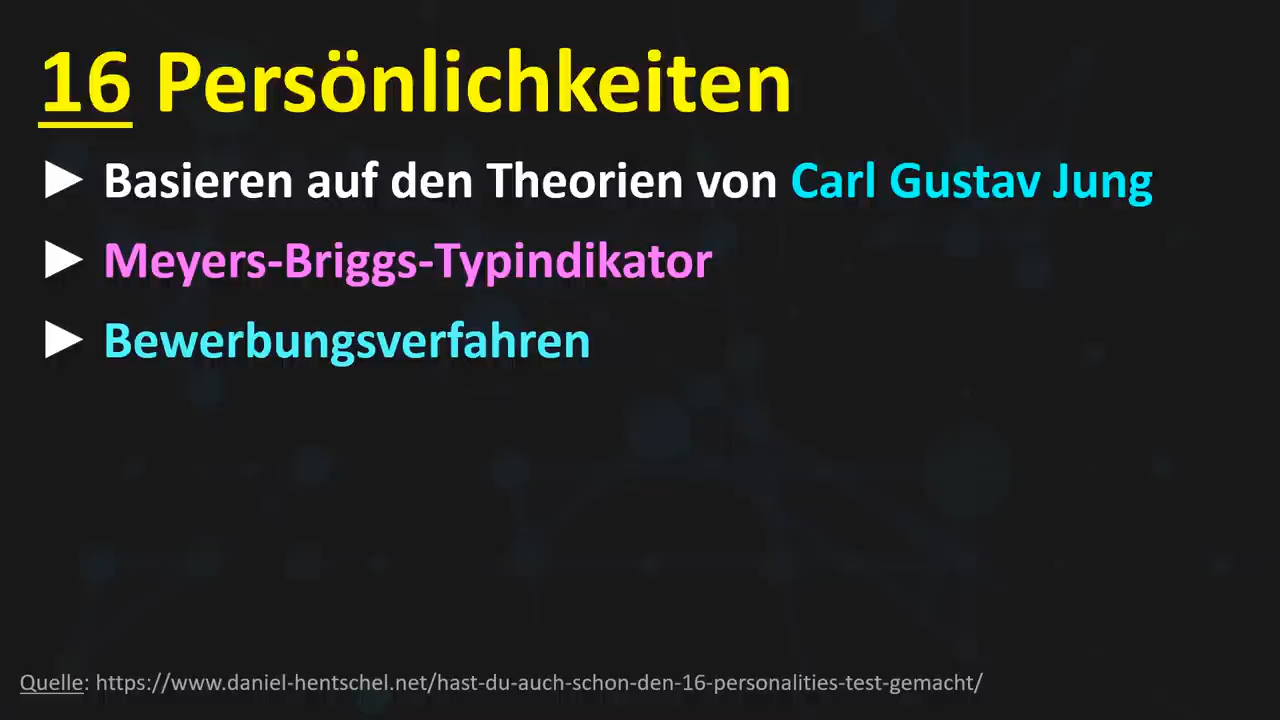 16 Persönlichkeiten
► Basieren auf den Theorien von Carl Gustav Jung
► Meyers-Briggs-Typindikator
► Bewerbungsverfahren
Quelle: https://www.daniel-hentschel.net/hast-du-auch-schon-den-16-personalities-test-gemacht/